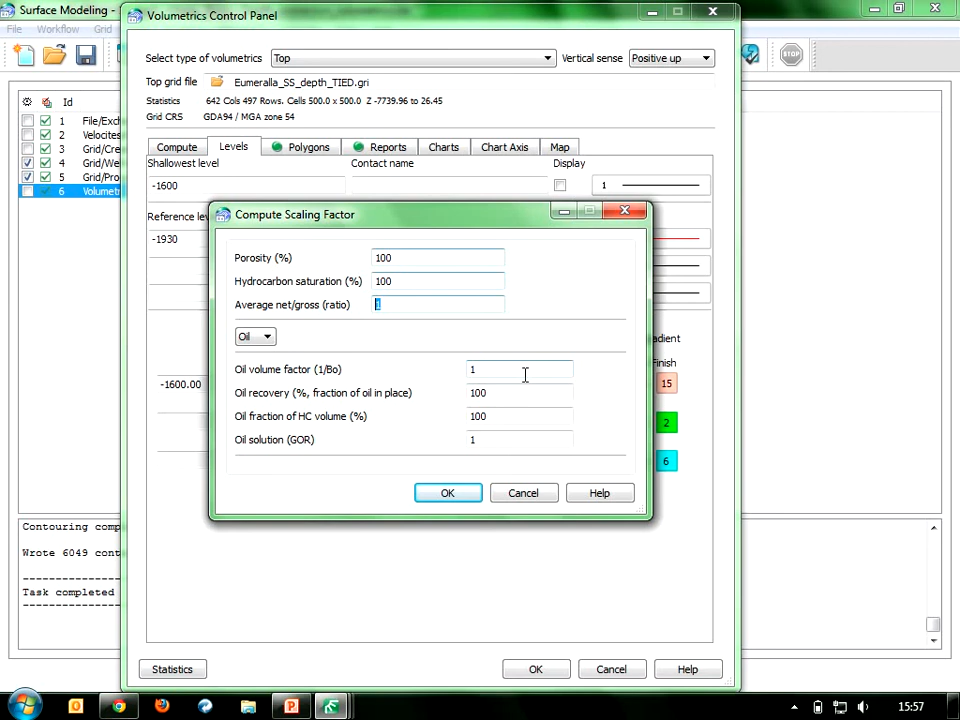 Surface Modeling -
Volumetrics Control Panel
File Workflow Grid
Select type of volumetrics Top Vertical sense Positive up
Top grid file Eumeralla_SS_depth_TIED.gri
Statistics 642 Cols 497 Rows. Cells 500.0 x 500.0 Z -7739.96 to 26.45
Grid CRS GDA94 / MGA zone 54
STOP
Id
1 File/Exc
2 Velocites
3 Grid/Cre
4 Grid/We
5 Grid/Pro
6 Volumetr
Compute Levels Polygons Reports Charts Chart Axis Map
Shallowest level Contact name Display
-1600 1
Reference le
-1930
Compute Scaling Factor
Porosity (%) 100
Hydrocarbon saturation (%) 100
Average net/gross (ratio) 1
Oil
Oil volume factor (1/Bo) 1
Oil recovery (%, fraction of oil in place) 100
Oil fraction of HC volume (%) 100
Oil solution (GOR) 1
OK Cancel Help
adient
Finish
-1600.00 15
2
6
Contouring comp
Wrote 6049 cont
Task completed
Statistics OK Cancel Help
15:57